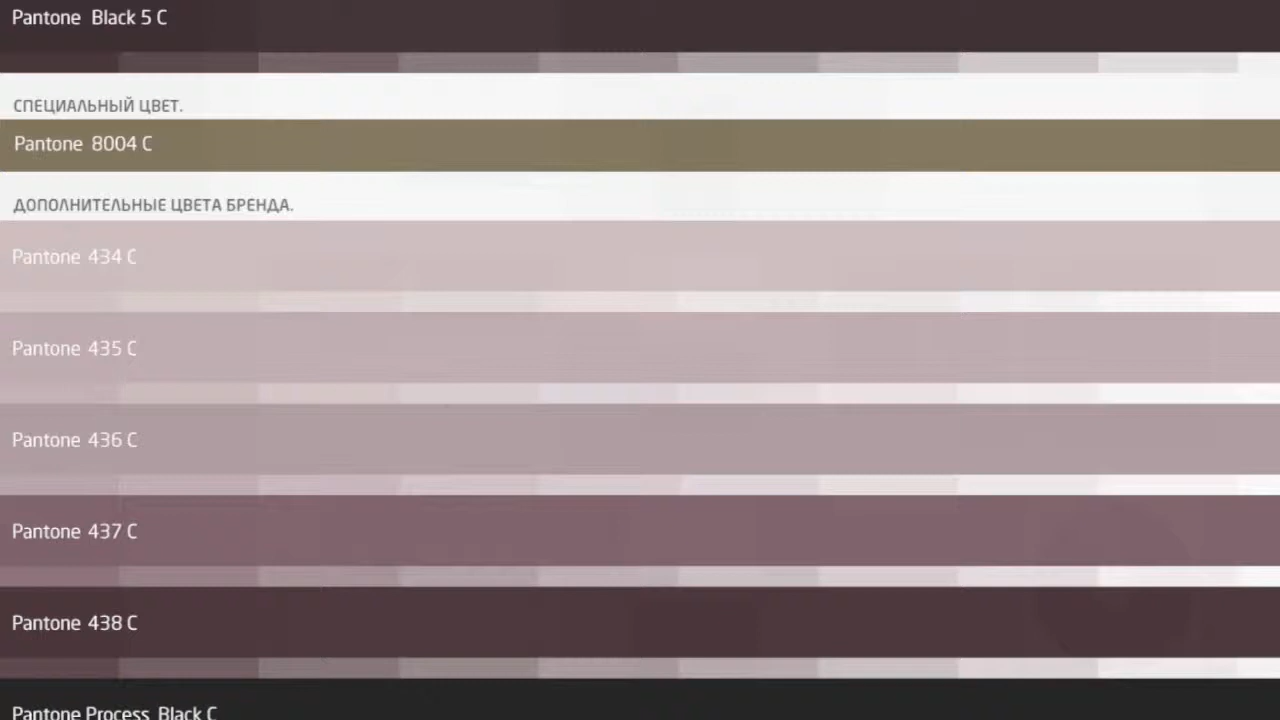 Pantone Black 5 C
СПЕЦИАЛЬНЫЙ ЦВЕТ.
Pantone 8004 C
ДОПОЛНИТЕЛЬНЫЕ ЦВЕТА БРЕНДА.
Pantone 434 C
Pantone 435 C
Pantone 436 C
Pantone 437 C
Pantone 438 C
Pantone Process Black C